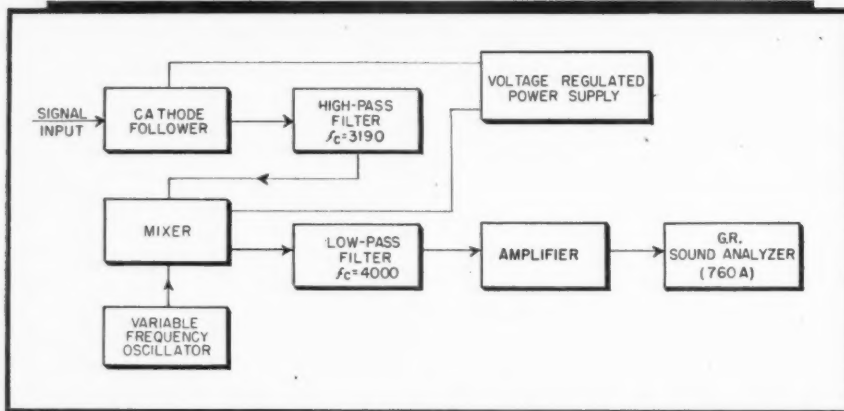 SIGNAL
INPUT
CATHODE
FOLLOWER
HIGH-PASS
FILTER
fc=3190
VOLTAGE REGULATED
POWER SUPPLY
MIXER
LOW-PASS
FILTER
fc=4000
AMPLIFIER
G.R.
SOUND ANALYZER
(760A)
VARIABLE
FREQUENCY
OSCILLATOR